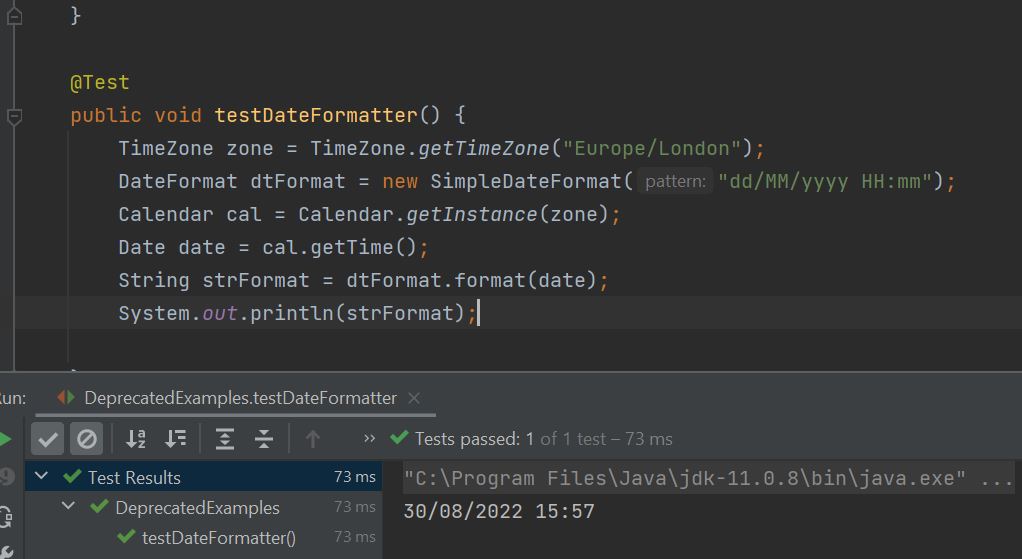 }
@Test
public void testDateFormatter() {
TimeZone zone = TimeZone.getTimeZone("Europe/London");
DateFormat dtFormat = new SimpleDateFormat( pattern: "dd/MM/yyyy HH:mm");
Calendar cal = Calendar.getInstance(zone);
Date date = cal.getTime();
String strFormat = dtFormat.format(date);
System.out.println(strFormat);
DeprecatedExamples.testDateFormatter
Tests passed: 1 of 1 test – 73 ms
Test Results 73 ms
"C:\Program Files\Java\jdk-11.0.8\bin\java.exe" ...
DeprecatedExamples 73 ms
30/08/2022 15:57
testDateFormatter() 73 ms